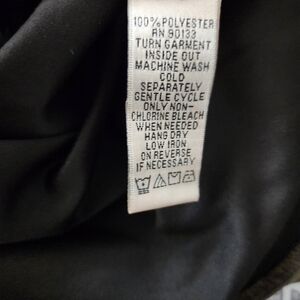 100% POLYESTER
RN 90133
TURN GARMENT
INSIDE OUT
MACHINE WASH
COLD
SEPARATELY
GENTLE CYCLE
ONLY NON-
CHLORINE BLEACH
WHEN NEEDED
HANG DRY
LOW IRON
ON REVERSE
IF NECESSARY